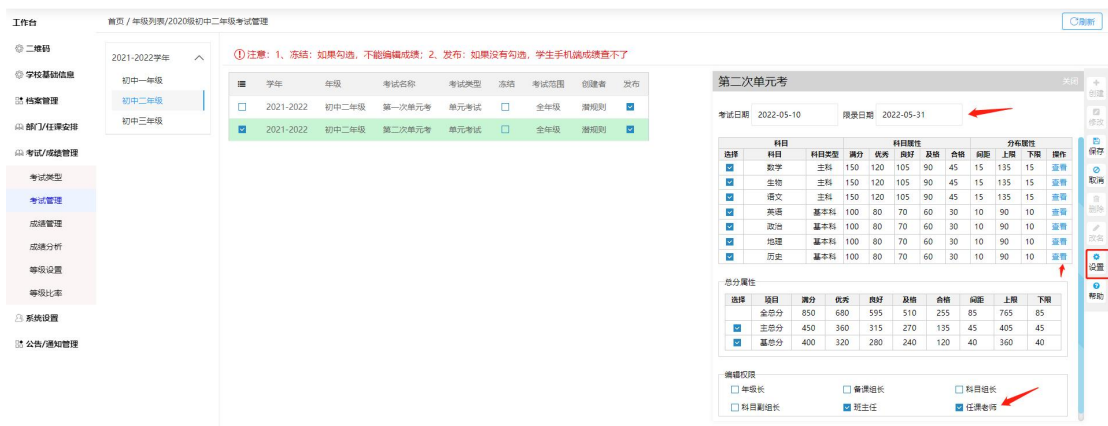 工作台
首页 / 年级列表/2020级初中二年级考试管理
刷新
二维码
学校基础信息
档案管理
部门/任课安排
考试/成绩管理
考试类型
考试管理
成绩管理
成绩分析
等级设置
等级比率
系统设置
公告/通知管理
2021-2022学年
初中一年级
初中二年级
初中三年级
注意：1、冻结：如果勾选，不能编辑成绩；2、发布：如果没有勾选，学生手机端成绩查不了
学年 年级 考试名称 考试类型 冻结 考试范围 创建者 发布
2021-2022 初中二年级 第一次单元考 单元考试 全年级 潜规则
2021-2022 初中二年级 第二次单元考 单元考试 全年级 潜规则
第二次单元考 关闭
考试日期 2022-05-10 限录日期 2022-05-31
科目 科目属性 分布属性
选择 科目 科目类型 满分 优秀 良好 及格 合格 间距 上限 下限 操作
数学 主科 150 120 105 90 45 15 135 15 查看
生物 主科 150 120 105 90 45 15 135 15 查看
语文 主科 150 120 105 90 45 15 135 15 查看
英语 基本科 100 80 70 60 30 10 90 10 查看
政治 基本科 100 80 70 60 30 10 90 10 查看
地理 基本科 100 80 70 60 30 10 90 10 查看
历史 基本科 100 80 70 60 30 10 90 10 查看
总分属性
选择 项目 满分 优秀 良好 及格 合格 间距 上限 下限
全总分 850 680 595 510 255 85 765 85
主总分 450 360 315 270 135 45 405 45
基总分 400 320 280 240 120 40 360 40
编辑权限
年级长 备课组长 科目组长
科目副组长 班主任 任课老师
创建
修改
保存
取消
删除
改名
设置
帮助